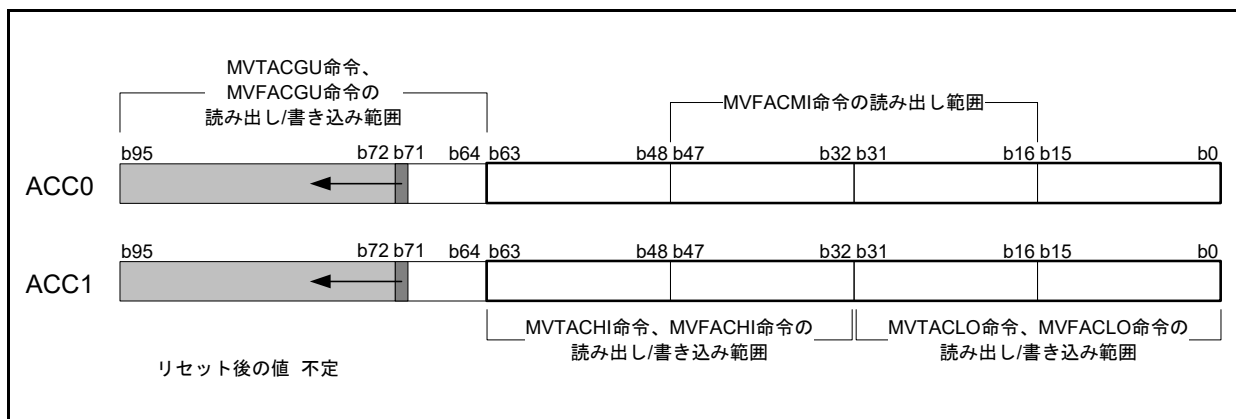 MVTACGU命令、
MVFACGU命令の
読み出し/書き込み範囲
MVFACMI命令の読み出し範囲
b95 b72 b71 b64 b63 b48 b47 b32 b31 b16 b15 b0
ACC0
b95 b72 b71 b64 b63 b48 b47 b32 b31 b16 b15 b0
ACC1
MVTACHI命令、MVFACHI命令の
読み出し/書き込み範囲
MVTACLO命令、MVFACLO命令の
読み出し/書き込み範囲
リセット後の値 不定